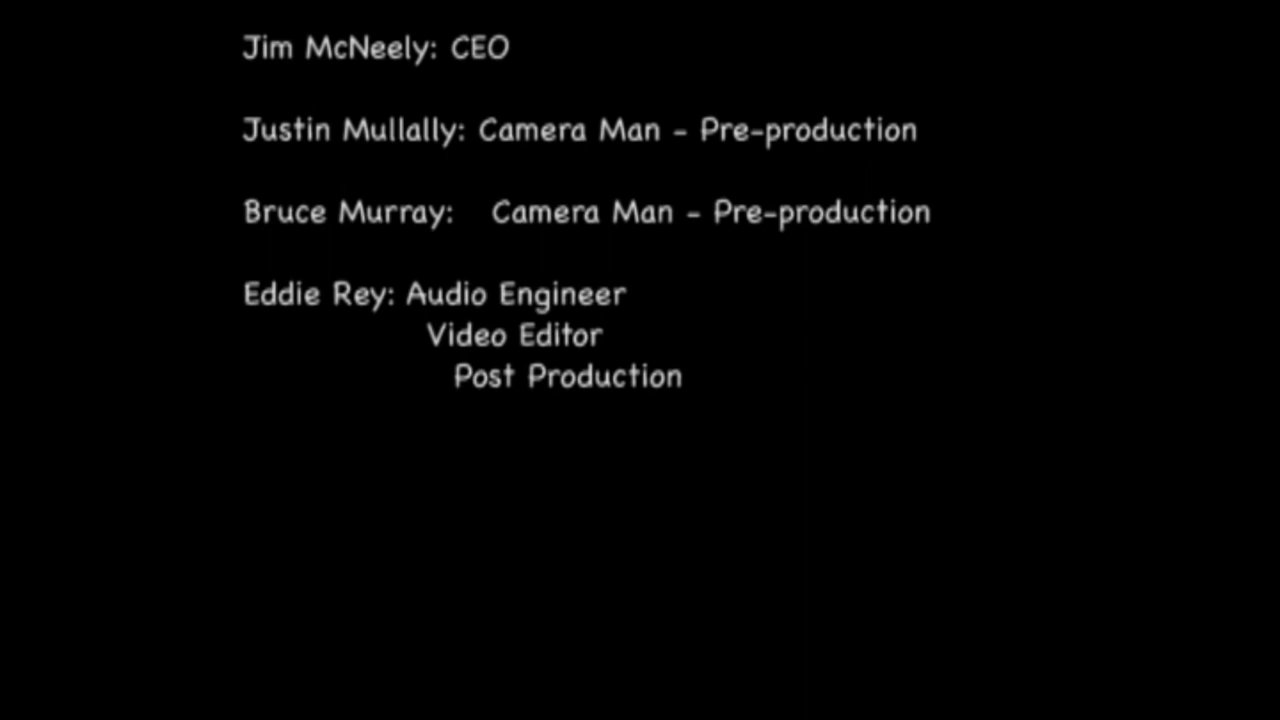 Jim McNeely: CEO
Justin Mullally: Camera Man - Pre-production
Bruce Murray: Camera Man - Pre-production
Eddie Rey: Audio Engineer
Video Editor
Post Production